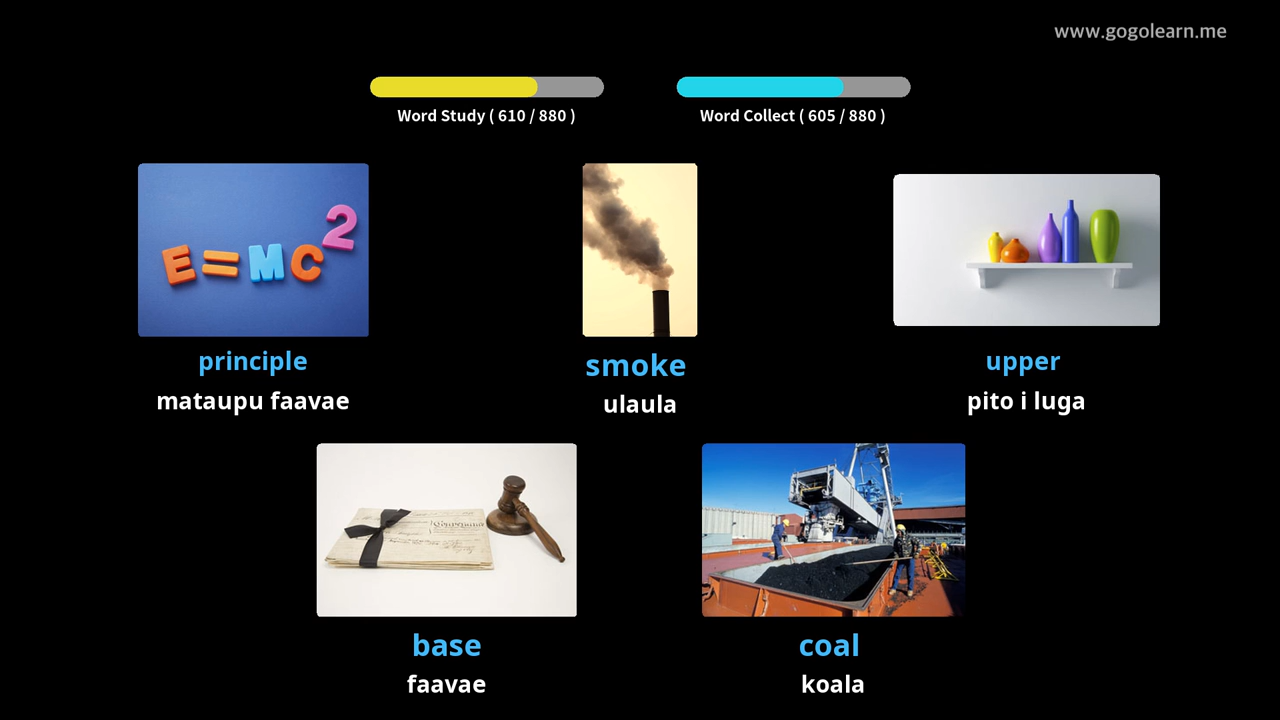 www.gogolearn.me
Word Study ( 610 / 880 )
Word Collect ( 605 / 880 )
E=MC2
principle
smoke
upper
mataupu faavae
ulaula
pito i luga
base
coal
faavae
koala